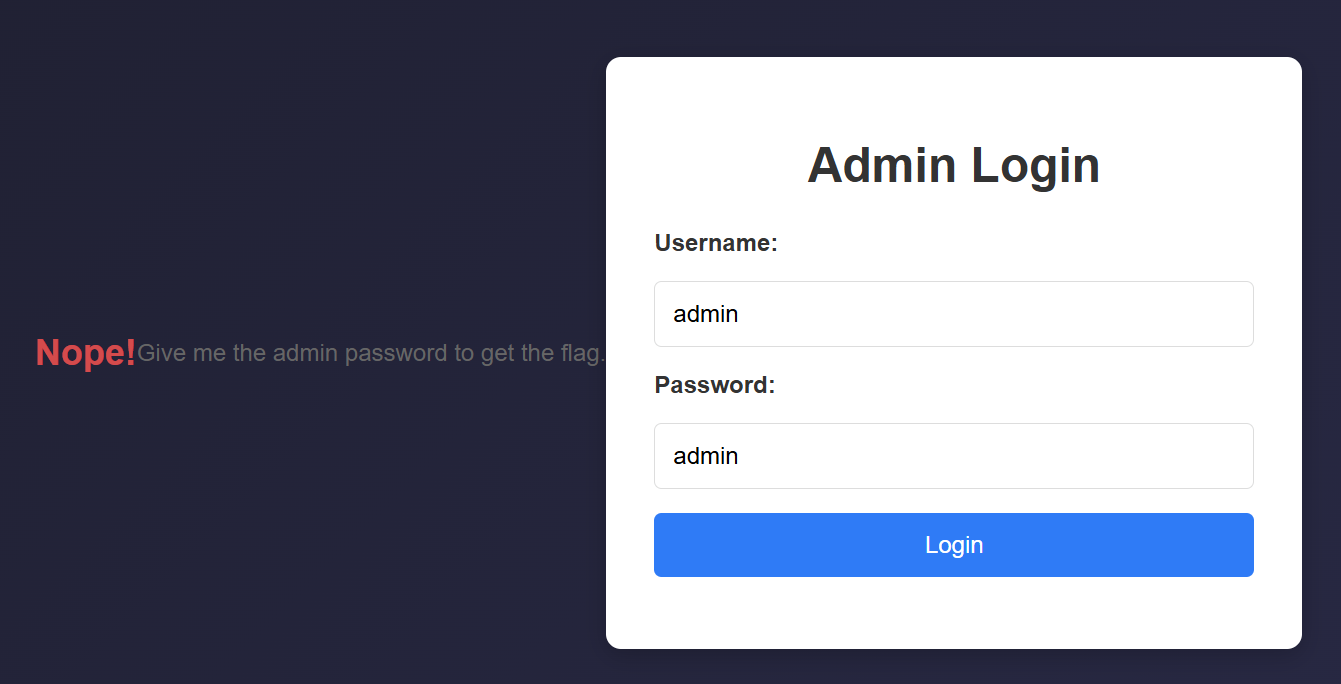 Nope!Give me the admin password to get the flag.
Admin Login
Username:
admin
Password:
admin
Login